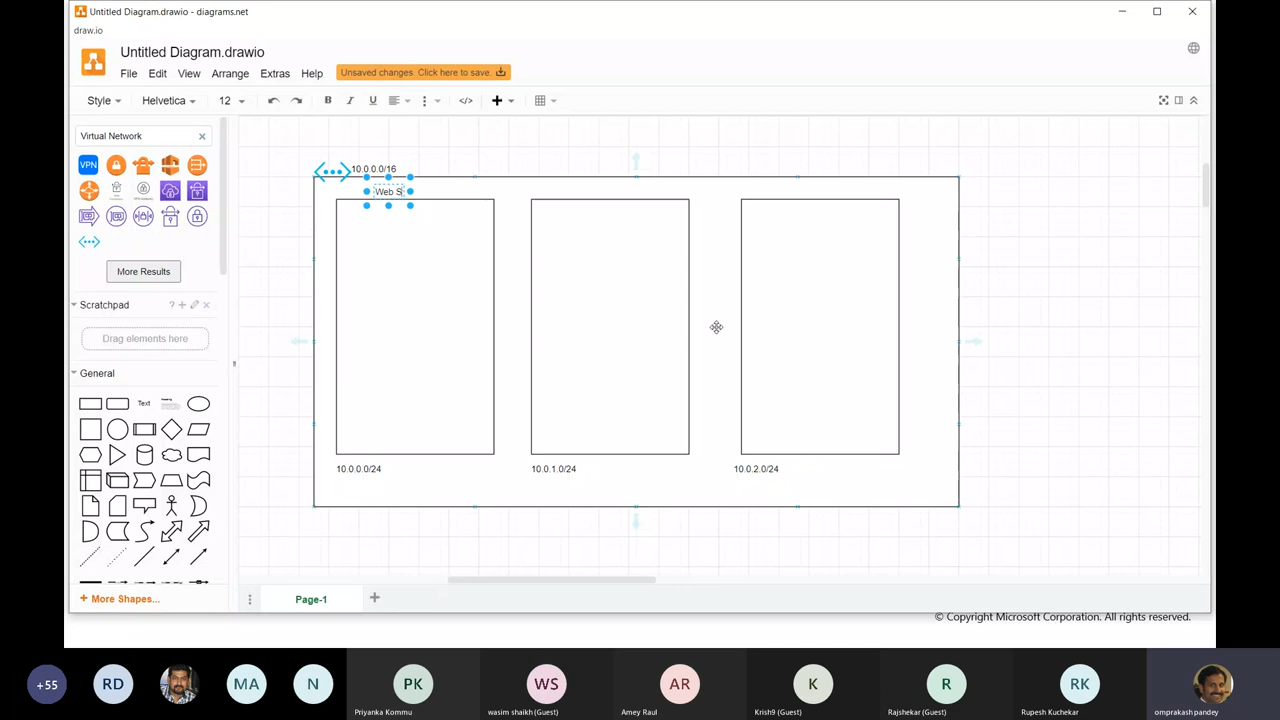 Untitled Diagram.drawio - diagrams.net
draw.io
Untitled Diagram.drawio
File Edit View Arrange Extras Help
Unsaved changes. Click here to save.
Style Helvetica 12 B I U </>
Virtual Network
VPN
More Results
Scratchpad
?
Drag elements here
General
Text
+ More Shapes...
10.0.0.0/16
Web S
10.0.0.0/24
10.0.1.0/24
10.0.2.0/24
Page-1
© Copyright Microsoft Corporation. All rights reserved.
+55
RD
MA
N
PK
WS
AR
K
R
RK
Priyanka Kommu
wasim shaikh (Guest)
Amey Raul
Krish9 (Guest)
Rajshekar (Guest)
Rupesh Kuchekar
omprakash pandey